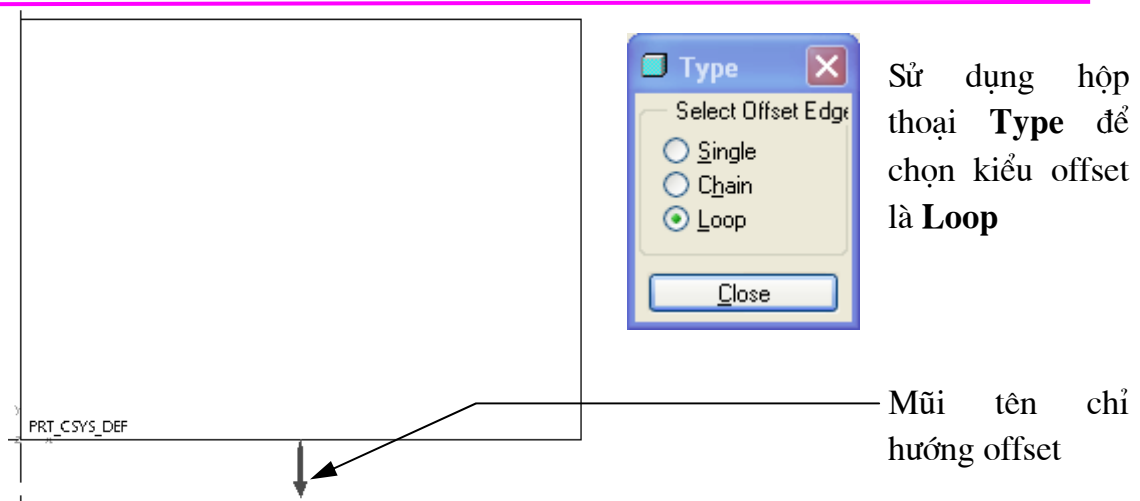 Type
Select Offset Edge
Single
Chain
Loop
Close
Sử dụng hộp
thoại Type để
chọn kiểu offset
là Loop
PRT_CSYS_DEF
Mũi tên chỉ
hướng offset